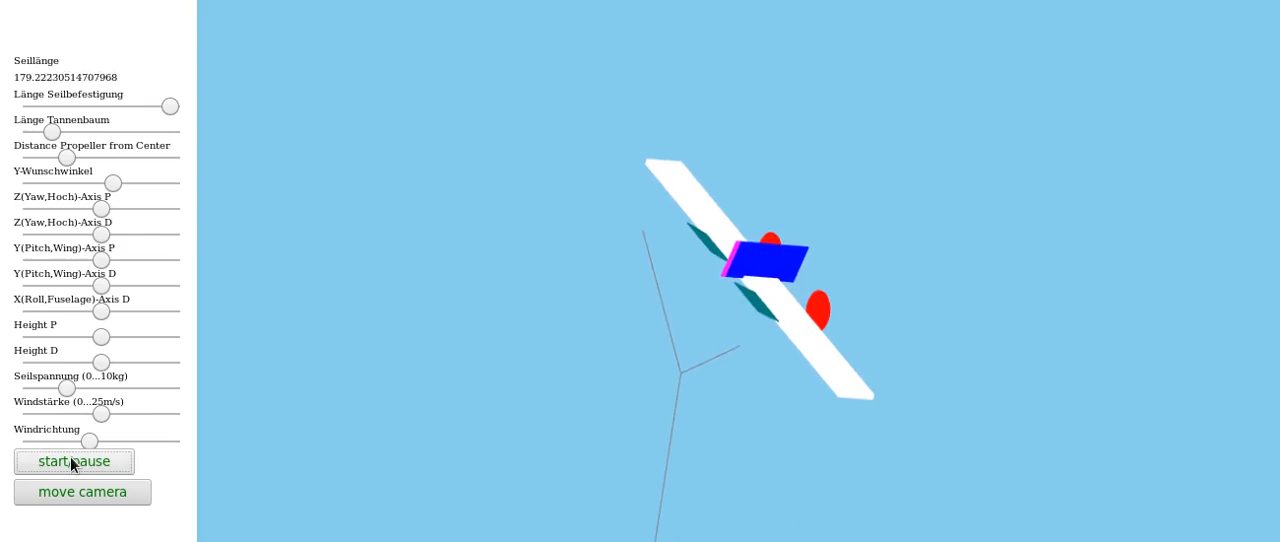 Seillänge
179.22230514707968
Länge Seilbefestigung
Länge Tannenbaum
Distance Propeller from Center
Y-Wunschwinkel
Z(Yaw,Hoch)-Axis P
Z(Yaw,Hoch)-Axis D
Y(Pitch,Wing)-Axis P
Y(Pitch,Wing)-Axis D
X(Roll,Fuselage)-Axis D
Height P
Height D
Seilspannung (0...10kg)
Windstärke (0...25m/s)
Windrichtung
start/pause
move camera